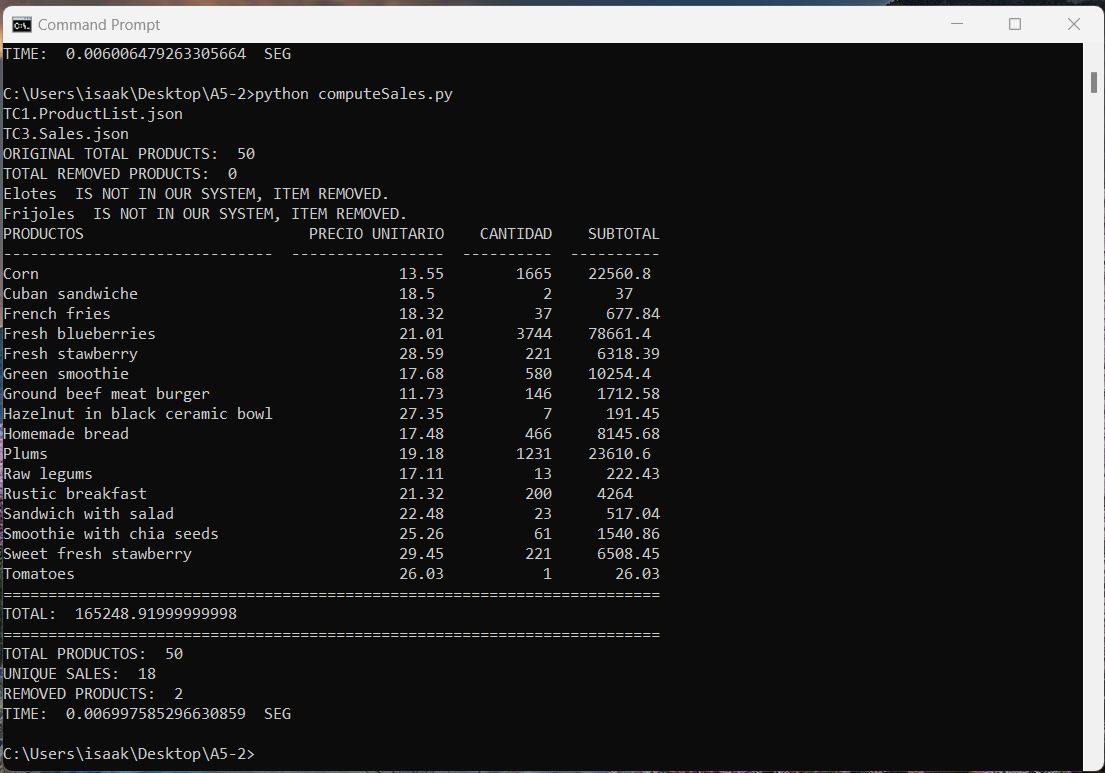 Command Prompt
TIME:  0.006006479263305664  SEG
C:\Users\isaak\Desktop\A5-2>python computeSales.py
TC1.ProductList.json
TC3.Sales.json
ORIGINAL TOTAL PRODUCTS:  50
TOTAL REMOVED PRODUCTS:  0
Elotes  IS NOT IN OUR SYSTEM, ITEM REMOVED.
Frijoles  IS NOT IN OUR SYSTEM, ITEM REMOVED.
PRODUCTOS                         PRECIO UNITARIO    CANTIDAD    SUBTOTAL
------------------------------  -----------------  ----------  ----------
Corn                                        13.55        1665    22560.8
Cuban sandwiche                             18.5            2       37
French fries                                18.32          37      677.84
Fresh blueberries                           21.01        3744    78661.4
Fresh stawberry                             28.59         221     6318.39
Green smoothie                              17.68         580    10254.4
Ground beef meat burger                     11.73         146     1712.58
Hazelnut in black ceramic bowl              27.35           7      191.45
Homemade bread                              17.48         466     8145.68
Plums                                       19.18        1231    23610.6
Raw legums                                  17.11          13      222.43
Rustic breakfast                            21.32         200     4264
Sandwich with salad                         22.48          23      517.04
Smoothie with chia seeds                    25.26          61     1540.86
Sweet fresh stawberry                       29.45         221     6508.45
Tomatoes                                    26.03           1       26.03
=========================================================================
TOTAL:  165248.91999999998
=========================================================================
TOTAL PRODUCTOS:  50
UNIQUE SALES:  18
REMOVED PRODUCTS:  2
TIME:  0.006997585296630859  SEG
C:\Users\isaak\Desktop\A5-2>